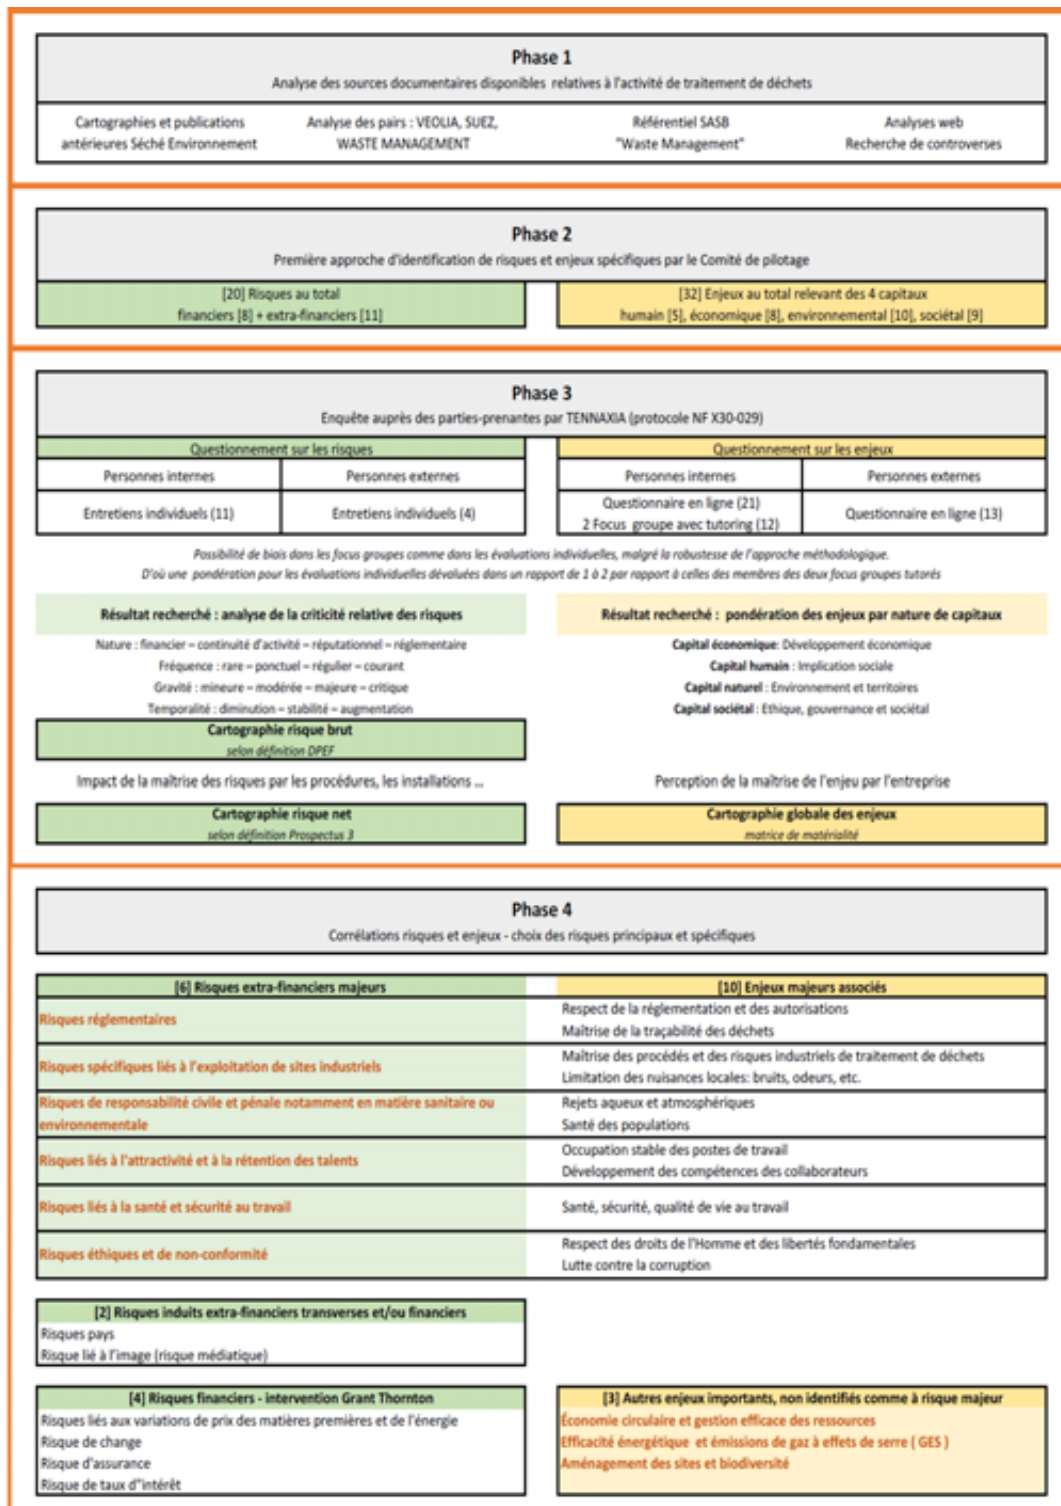 Phase 1
Analyse des sources documentaires disponibles relatives à l'activité de traitement de déchets
Cartographies et publications
antérieures Séché Environnement
Analyse des pairs : VEOLIA, SUEZ,
WASTE MANAGEMENT
Référentiel SASB
"Waste Management"
Analyses web
Recherche de controverses
Phase 2
Première approche d'identification de risques et enjeux spécifiques par le Comité de pilotage
[20] Risques au total
financiers [8] + extra-financiers [11]
[32] Enjeux au total relevant des 4 capitaux
humain [5], économique [8], environnemental [10], sociétal [9]
Phase 3
Enquête auprès des parties-prenantes par TENNAXIA (protocole NF X30-029)
Questionnement sur les risques
Personnes internes
Personnes externes
Entretiens individuels (11)
Entretiens individuels (4)
Questionnement sur les enjeux
Personnes internes
Personnes externes
Questionnaire en ligne (21)
2 Focus groupe avec tutoring (12)
Questionnaire en ligne (13)
Possibilité de biais dans les focus groupes comme dans les évaluations individuelles, malgré la robustesse de l'approche méthodologique.
D'où une pondération pour les évaluations individuelles dévaluées dans un rapport de 1 à 2 par rapport à celles des membres des deux focus groupes tutorés
Résultat recherché : analyse de la criticité relative des risques
Nature : financier – continuité d'activité – réputationnel – réglementaire
Fréquence : rare – ponctuel – régulier – courant
Gravité : mineure – modérée – majeure – critique
Temporalité : diminution – stabilité – augmentation
Cartographie risque brut
selon définition DPEF
Impact de la maîtrise des risques par les procédures, les installations ...
Cartographie risque net
selon définition Prospectus 3
Résultat recherché : pondération des enjeux par nature de capitaux
Capital économique: Développement économique
Capital humain : Implication sociale
Capital naturel : Environnement et territoires
Capital sociétal : Ethique, gouvernance et sociétal
Perception de la maîtrise de l'enjeu par l'entreprise
Cartographie globale des enjeux
matrice de matérialité
Phase 4
Corrélations risques et enjeux - choix des risques principaux et spécifiques
[6] Risques extra-financiers majeurs
[10] Enjeux majeurs associés
Risques réglementaires
Respect de la réglementation et des autorisations
Maîtrise de la traçabilité des déchets
Risques spécifiques liés à l'exploitation de sites industriels
Maîtrise des procédés et des risques industriels de traitement de déchets
Limitation des nuisances locales: bruits, odeurs, etc.
Risques de responsabilité civile et pénale notamment en matière sanitaire ou
environnementale
Rejets aqueux et atmosphériques
Santé des populations
Risques liés à l'attractivité et à la rétention des talents
Occupation stable des postes de travail
Développement des compétences des collaborateurs
Risques liés à la santé et sécurité au travail
Santé, sécurité, qualité de vie au travail
Risques éthiques et de non-conformité
Respect des droits de l'Homme et des libertés fondamentales
Lutte contre la corruption
[2] Risques induits extra-financiers transverses et/ou financiers
Risques pays
Risque lié à l'image (risque médiatique)
[4] Risques financiers - intervention Grant Thornton
Risques liés aux variations de prix des matières premières et de l'énergie
Risque de change
Risque d'assurance
Risque de taux d"intérêt
[3] Autres enjeux importants, non identifiés comme à risque majeur
Économie circulaire et gestion efficace des ressources
Efficacité énergétique et émissions de gaz à effets de serre ( GES )
Aménagement des sites et biodiversité